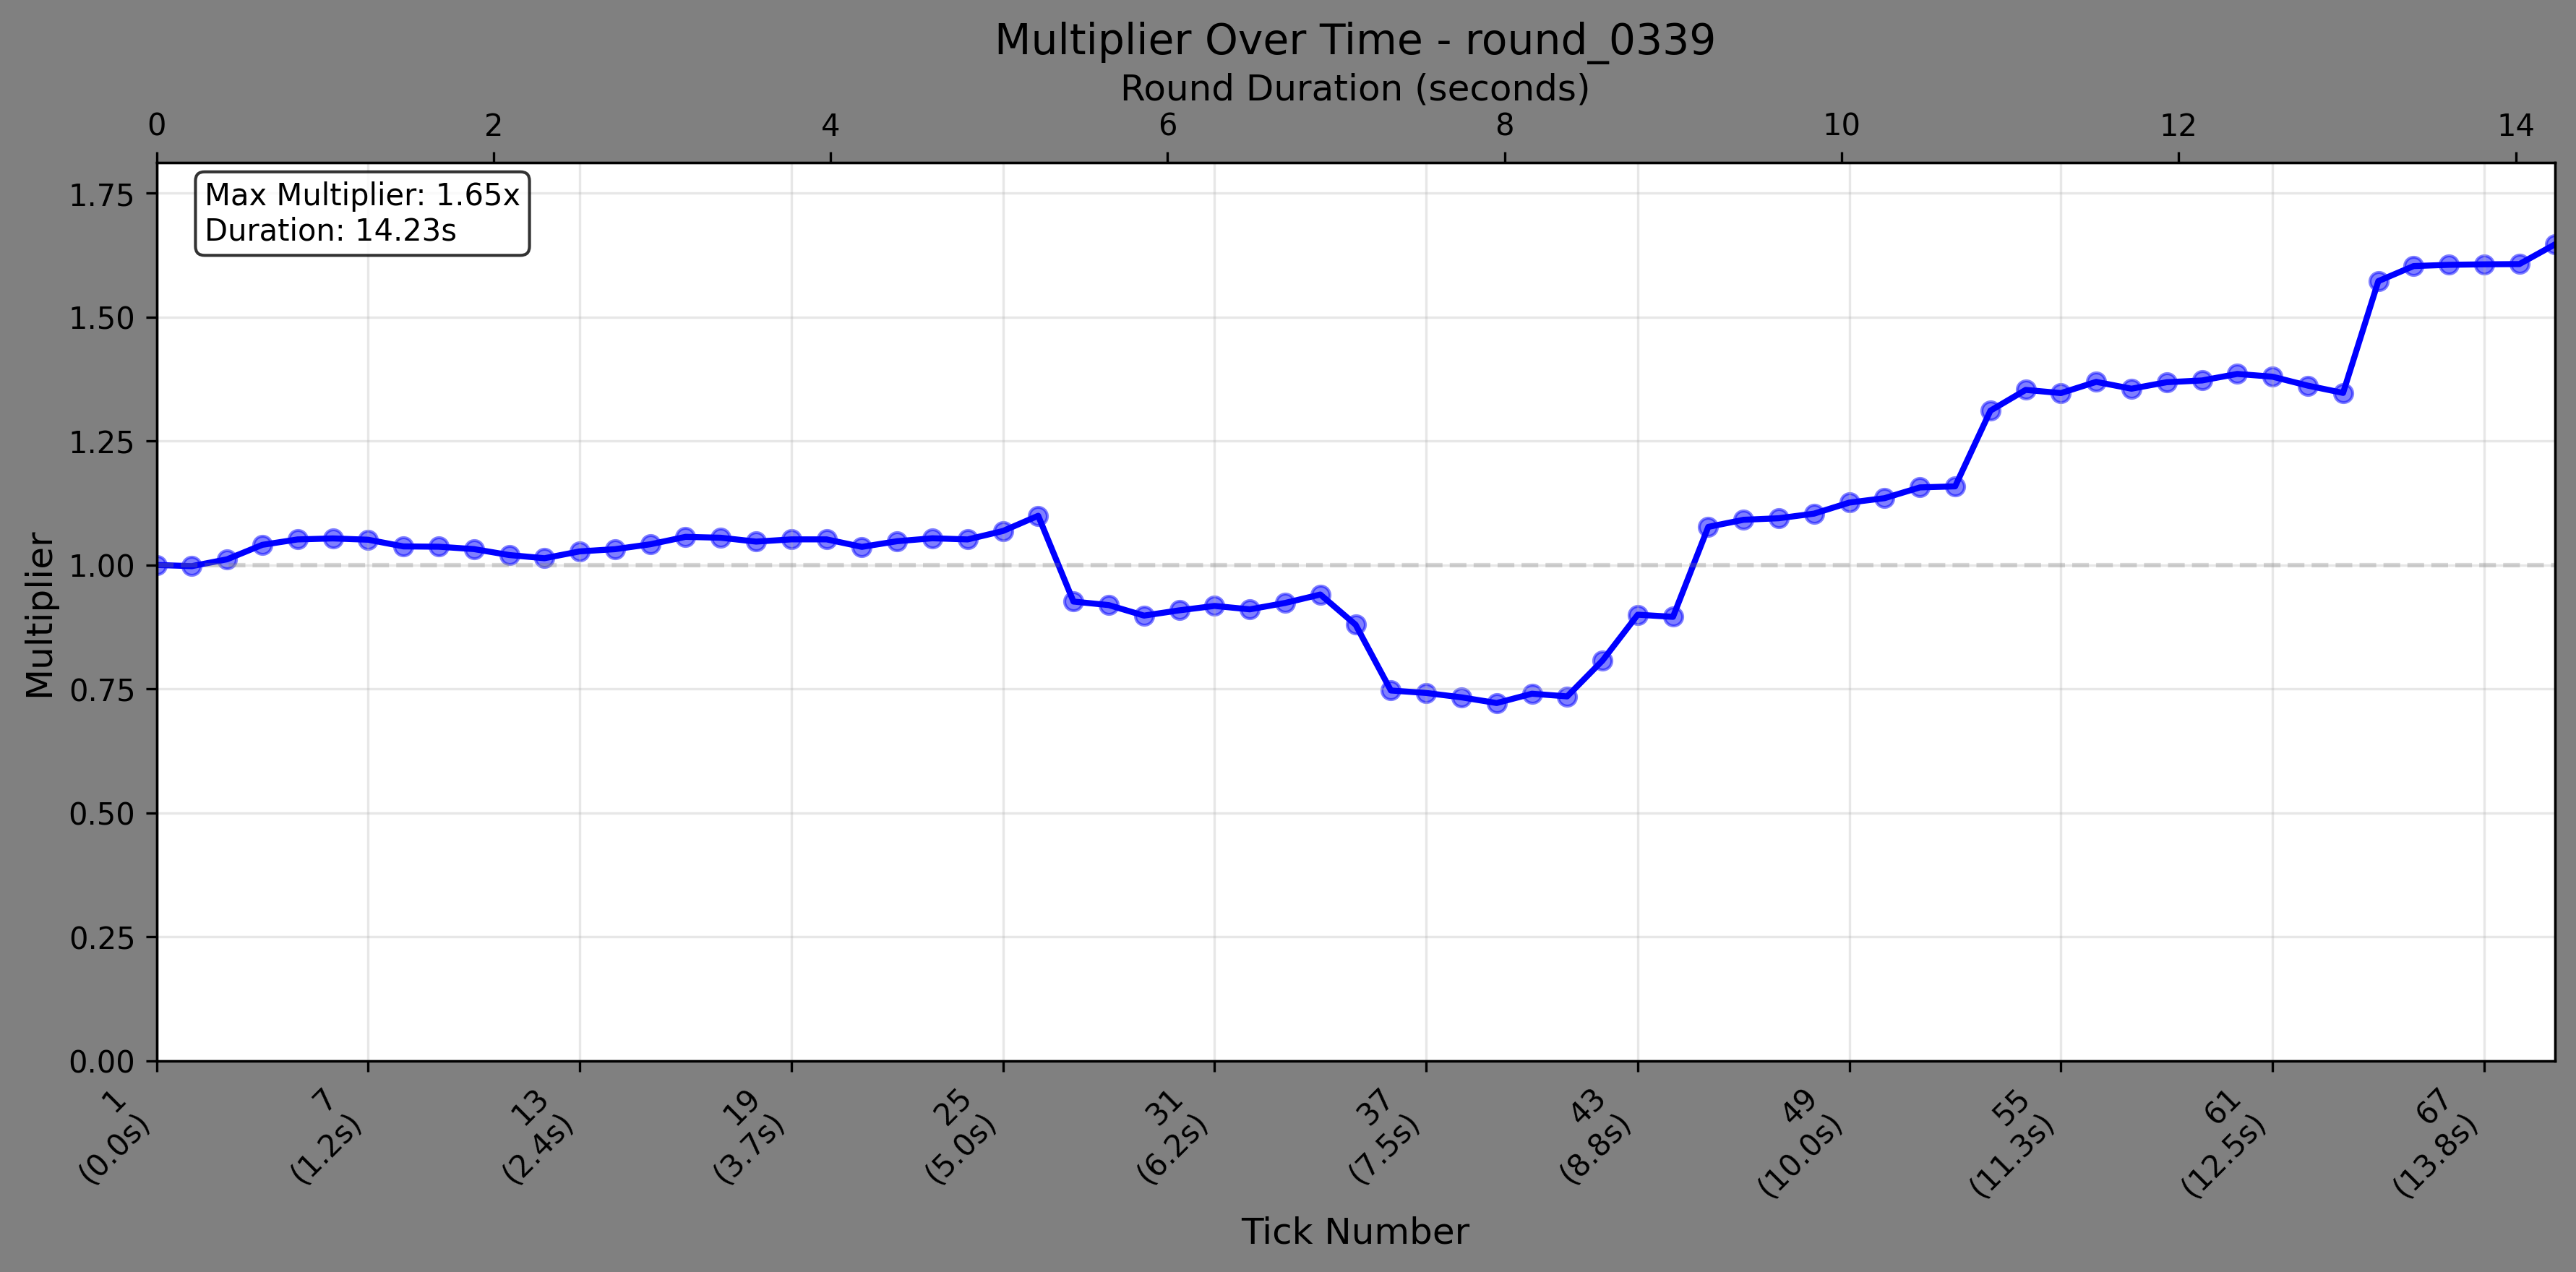 Multiplier Over Time - round_0339
Round Duration (seconds)
0 2 4 6 8 10 12 14
Max Multiplier: 1.65x
Duration: 14.23s
Multiplier
1.75
1.50
1.25
1.00
0.75
0.50
0.25
0.00
1
(0.0s)
7
(1.2s)
13
(2.4s)
19
(3.7s)
25
(5.0s)
31
(6.2s)
37
(7.5s)
43
(8.8s)
49
(10.0s)
55
(11.3s)
61
(12.5s)
67
(13.8s)
Tick Number